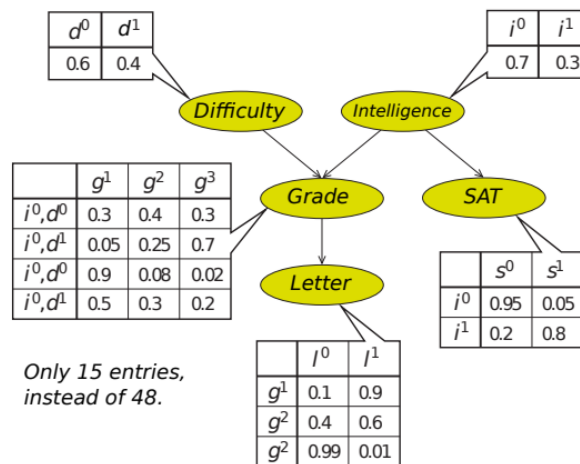 d⁰ d¹
0.6 0.4
i⁰ i¹
0.7 0.3
Difficulty
Intelligence
g¹ g² g³
i⁰,d⁰ 0.3 0.4 0.3
i⁰,d¹ 0.05 0.25 0.7
i⁰,d⁰ 0.9 0.08 0.02
i⁰,d¹ 0.5 0.3 0.2
Grade
SAT
s⁰ s¹
i⁰ 0.95 0.05
i¹ 0.2 0.8
Letter
l⁰ l¹
g¹ 0.1 0.9
g² 0.4 0.6
g² 0.99 0.01
Only 15 entries,
instead of 48.